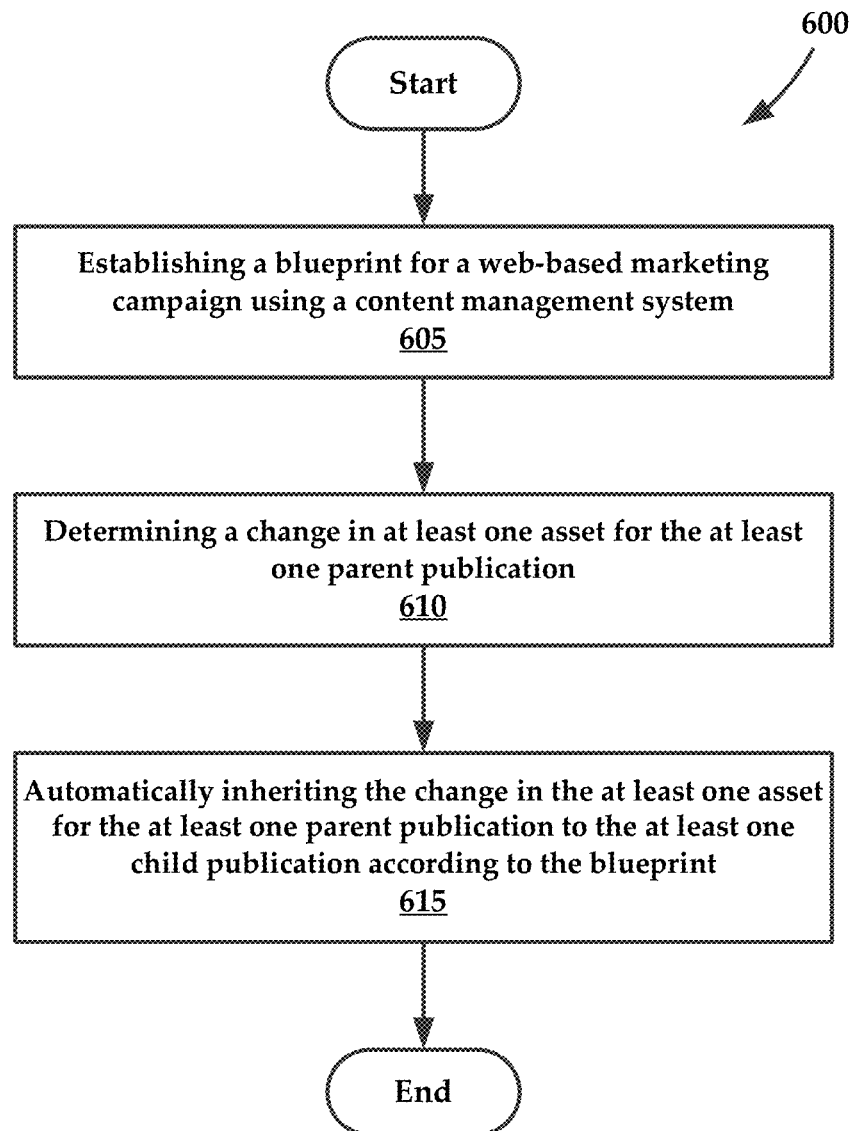 600
Start
Establishing a blueprint for a web-based marketing
campaign using a content management system
605
Determining a change in at least one asset for the at least
one parent publication
610
Automatically inheriting the change in the at least one asset
for the at least one parent publication to the at least one
child publication according to the blueprint
615
End